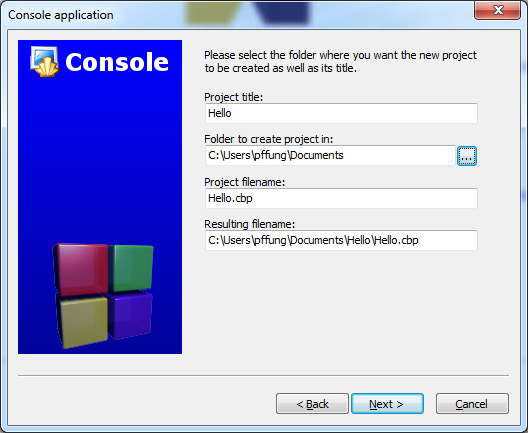 Console application
Console
Please select the folder where you want the new project
to be created as well as its title.
Project title:
Hello
Folder to create project in:
C:\Users\pffung\Documents
...
Project filename:
Hello.cbp
Resulting filename:
C:\Users\pffung\Documents\Hello\Hello.cbp
< Back
Next >
Cancel